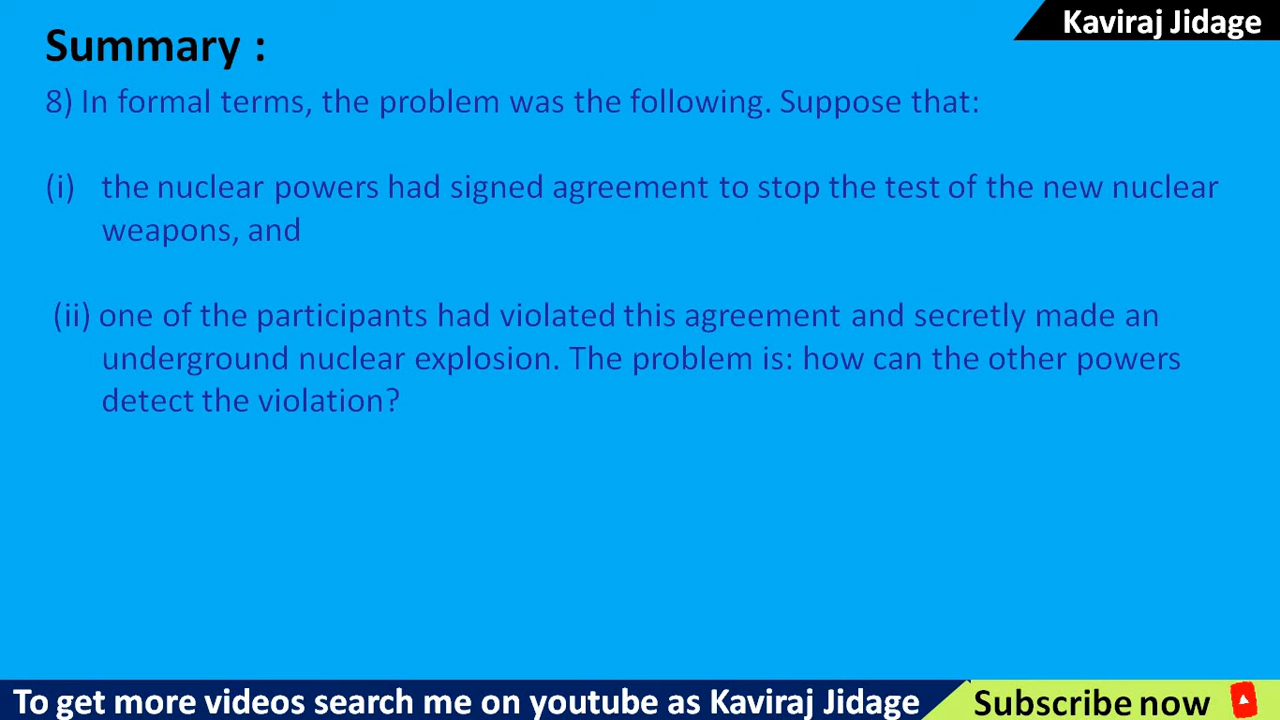 Kaviraj Jidage
Summary :
8) In formal terms, the problem was the following. Suppose that:
(i) the nuclear powers had signed agreement to stop the test of the new nuclear
weapons, and
(ii) one of the participants had violated this agreement and secretly made an
underground nuclear explosion. The problem is: how can the other powers
detect the violation?
To get more videos search me on youtube as Kaviraj Jidage
Subscribe now